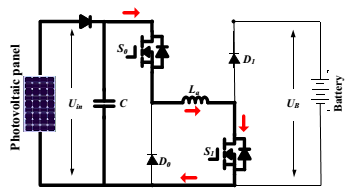 Photovoltaic panel
U_in
C
S_0
D_0
L_a
S_1
D_1
U_B
Battery